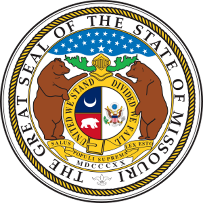 THE GREAT SEAL OF THE STATE OF MISSOURI
UNITED WE STAND DIVIDED WE FALL
SALUS POPULI SUPREMA LEX ESTO
MDCCCXX